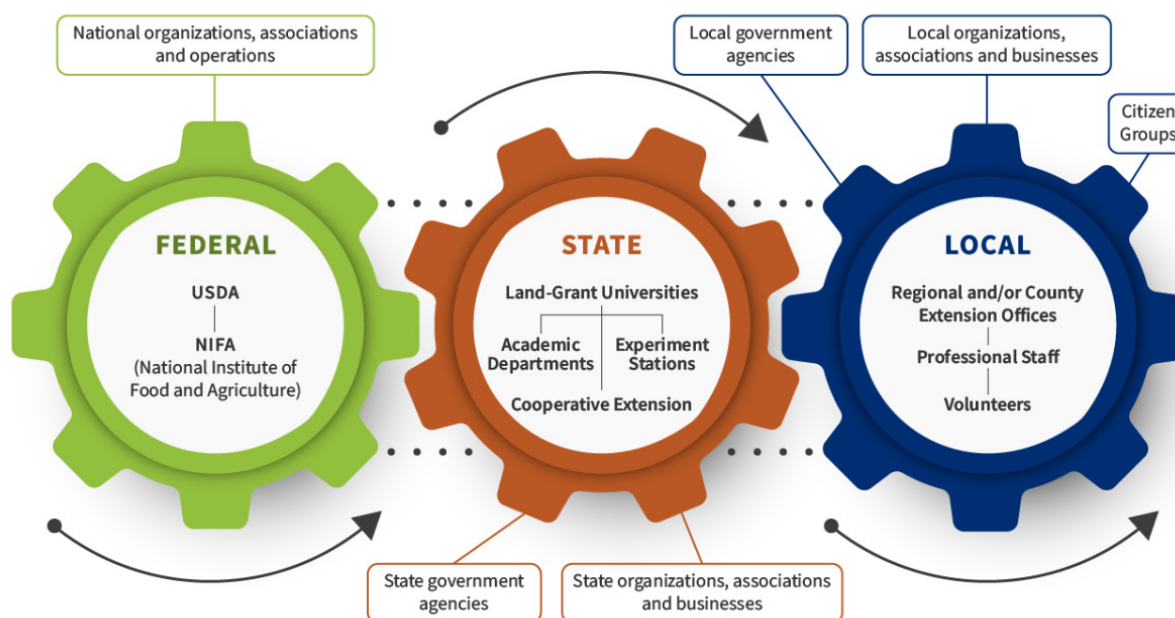 National organizations, associations
and operations
Local government
agencies
Local organizations,
associations and businesses
Citizen
Groups
FEDERAL
USDA
NIFA
(National Institute of
Food and Agriculture)
STATE
Land-Grant Universities
Academic
Departments
Experiment
Stations
Cooperative Extension
LOCAL
Regional and/or County
Extension Offices
Professional Staff
Volunteers
State government
agencies
State organizations, associations
and businesses